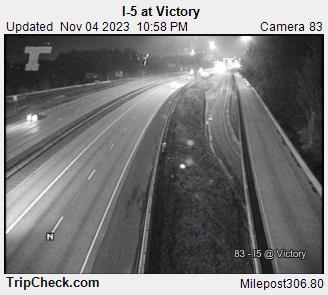 I-5 at Victory
Updated Nov 04 2023 10:58 PM Camera 83
T
N
83 - I5 @ Victory
TripCheck.com Milepost306.80